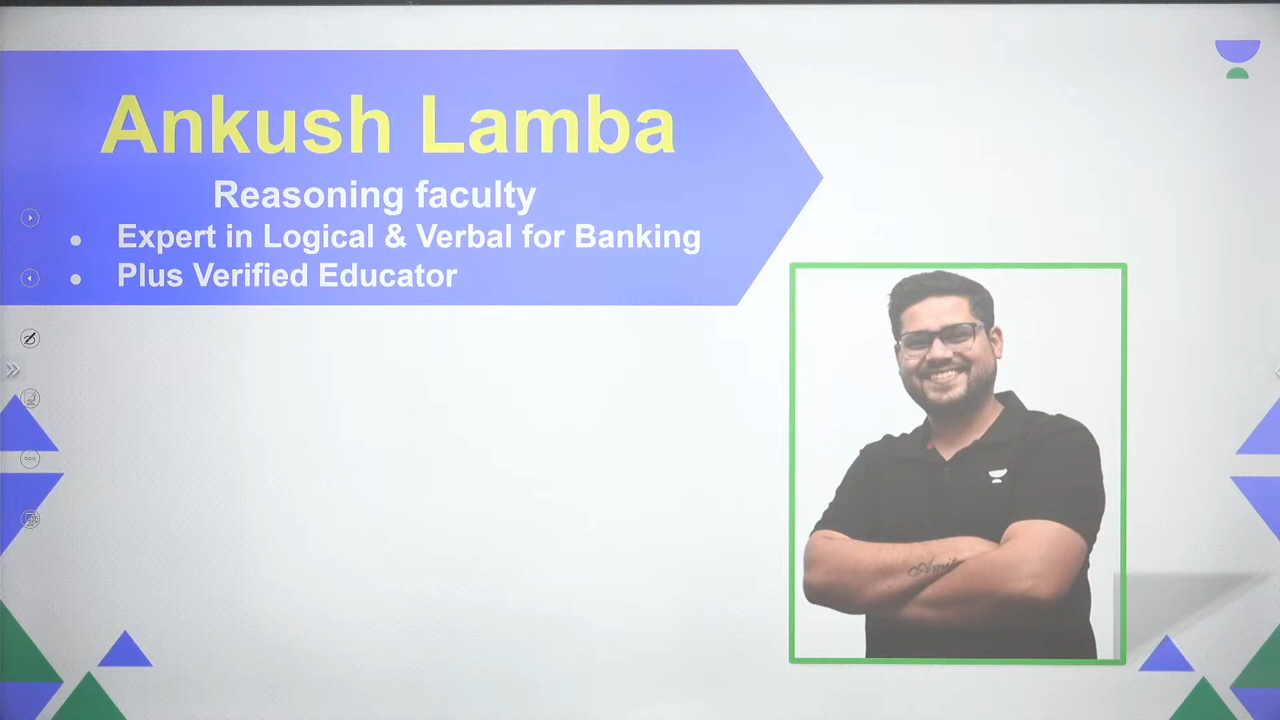 Ankush Lamba
Reasoning faculty
• Expert in Logical & Verbal for Banking
• Plus Verified Educator